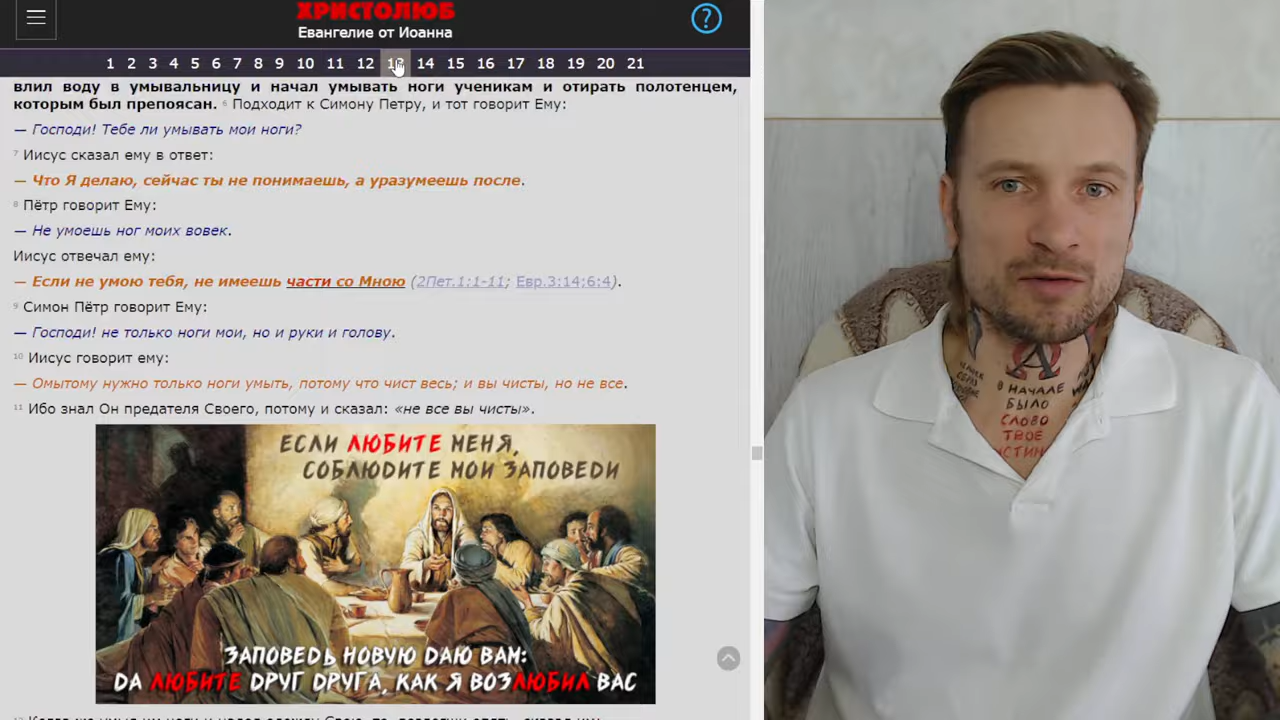 ХРИСТОЛЮБ
Евангелие от Иоанна
?
1 2 3 4 5 6 7 8 9 10 11 12 13 14 15 16 17 18 19 20 21
влил воду в умывальницу и начал умывать ноги ученикам и отирать полотенцем,
которым был препоясан. 6 Подходит к Симону Петру, и тот говорит Ему:
— Господи! Тебе ли умывать мои ноги?
7 Иисус сказал ему в ответ:
— Что Я делаю, сейчас ты не понимаешь, а уразумеешь после.
8 Пётр говорит Ему:
— Не умоешь ног моих вовек.
Иисус отвечал ему:
— Если не умою тебя, не имеешь части со Мною (2Пет.1:1-11; Евр.3:14;6:4).
9 Симон Пётр говорит Ему:
— Господи! не только ноги мои, но и руки и голову.
10 Иисус говорит ему:
— Омытому нужно только ноги умыть, потому что чист весь; и вы чисты, но не все.
11 Ибо знал Он предателя Своего, потому и сказал: «не все вы чисты».
ЕСЛИ ЛЮБИТЕ МЕНЯ,
СОБЛЮДИТЕ МОИ ЗАПОВЕДИ
ЗАПОВЕДЬ НОВУЮ ДАЮ ВАМ:
ДА ЛЮБИТЕ ДРУГ ДРУГА, КАК Я ВОЗЛЮБИЛ ВАС
В НАЧАЛЕ
БЫЛО
СЛОВО
ТВОЕ
ИСТИН